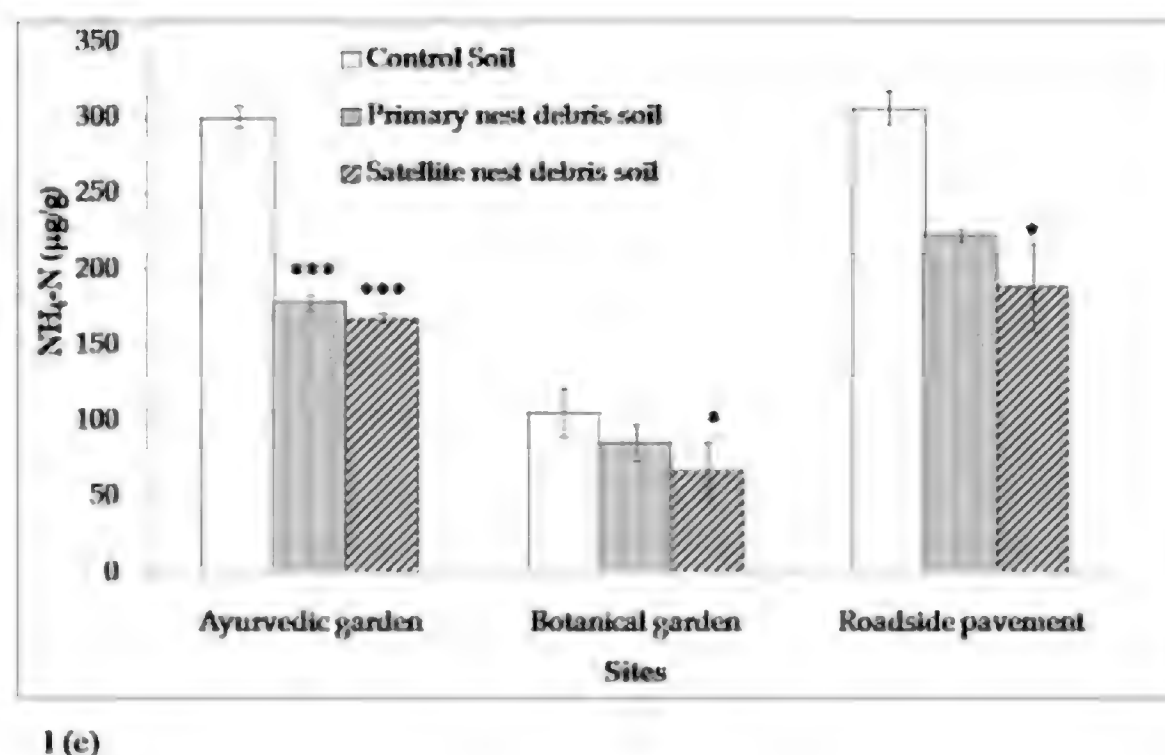 350
300
250
200
150
100
50
0
NH₄-N (µg/g)
Control Soil
Primary nest debris soil
Satellite nest debris soil
***
***
*
*
Ayurvedic garden
Botanical garden
Roadside pavement
Sites
1 (e)